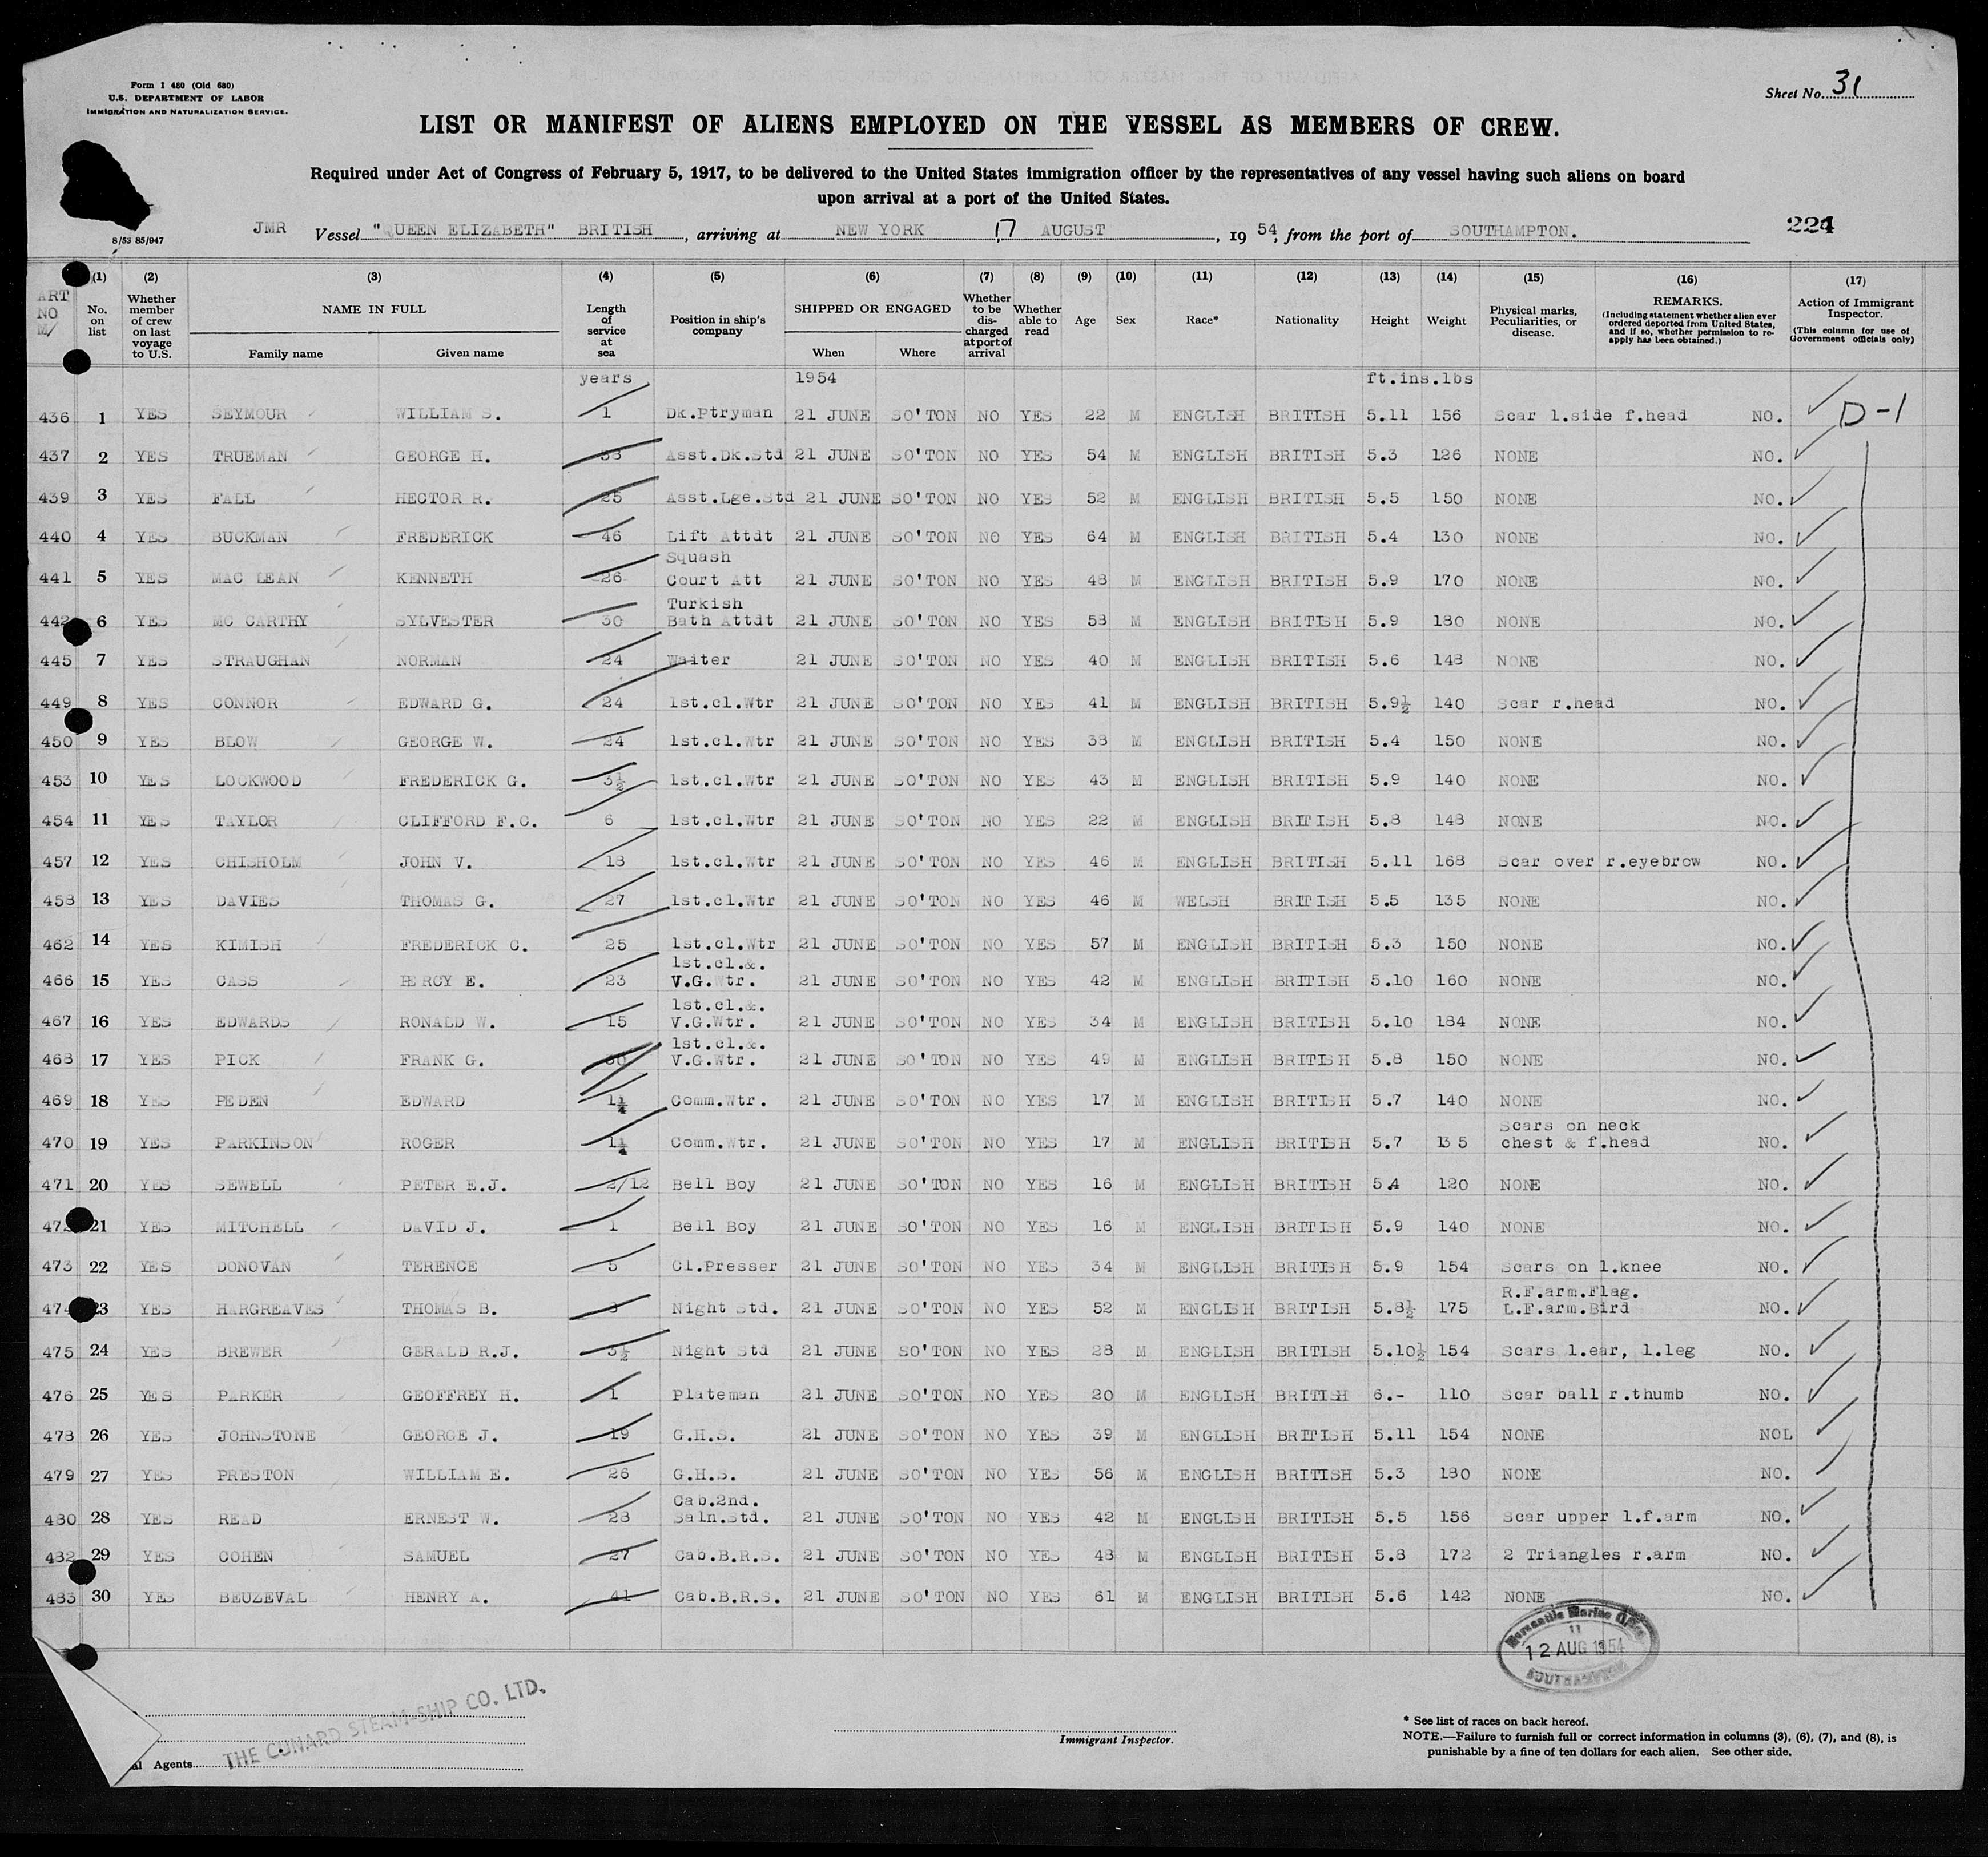 Form I 480 (Old 680)
U.S. DEPARTMENT OF LABOR
IMMIGRATION AND NATURALIZATION SERVICE.
Sheet No. 31
LIST OR MANIFEST OF ALIENS EMPLOYED ON THE VESSEL AS MEMBERS OF CREW.
Required under Act of Congress of February 5, 1917, to be delivered to the United States immigration officer by the representatives of any vessel having such aliens on board
upon arrival at a port of the United States.
8/53 85/947
JMR Vessel "QUEEN ELIZABETH" BRITISH, arriving at NEW YORK, 17 AUGUST, 1954, from the port of SOUTHAMPTON. 224
(1) (2) (3) (4) (5) (6) (7) (8) (9) (10) (11) (12) (13) (14) (15) (16) (17)
ART NO M/ No. on list Whether member of crew on last voyage to U.S. NAME IN FULL Family name Given name Length of service at sea Position in ship's company SHIPPED OR ENGAGED When Where Whether to be discharged at port of arrival Whether able to read Age Sex Race* Nationality Height Weight Physical marks, Peculiarities, or disease. REMARKS. (Including statement whether alien ever ordered deported from United States, and if so, whether permission to reapply has been obtained.) Action of Immigrant Inspector. (This column for use of Government officials only)
years 1954 ft.ins.lbs
436 1 YES SEYMOUR WILLIAM S. 1 Dk.Ptryman 21 JUNE SO'TON NO YES 22 M ENGLISH BRITISH 5.11 156 Scar l.side f.head NO. D-1
437 2 YES TRUEMAN GEORGE H. 38 Asst.Dk.Std 21 JUNE SO'TON NO YES 54 M ENGLISH BRITISH 5.3 126 NONE NO.
439 3 YES FALL HECTOR R. 25 Asst.Lge.Std 21 JUNE SO'TON NO YES 52 M ENGLISH BRITISH 5.5 150 NONE NO.
440 4 YES BUCKMAN FREDERICK 46 Lift Attdt 21 JUNE SO'TON NO YES 64 M ENGLISH BRITISH 5.4 130 NONE NO.
Squash
441 5 YES MAC LEAN KENNETH 26 Court Att 21 JUNE SO'TON NO YES 48 M ENGLISH BRITISH 5.9 170 NONE NO.
Turkish
442 6 YES MC CARTHY SYLVESTER 30 Bath Attdt 21 JUNE SO'TON NO YES 58 M ENGLISH BRITISH 5.9 180 NONE NO.
445 7 YES STRAUGHAN NORMAN 24 Waiter 21 JUNE SO'TON NO YES 40 M ENGLISH BRITISH 5.6 148 NONE NO.
449 8 YES CONNOR EDWARD G. 24 1st.cl.Wtr 21 JUNE SO'TON NO YES 41 M ENGLISH BRITISH 5.9½ 140 Scar r.head NO.
450 9 YES BLOW GEORGE W. 24 1st.cl.Wtr 21 JUNE SO'TON NO YES 38 M ENGLISH BRITISH 5.4 150 NONE NO.
453 10 YES LOCKWOOD FREDERICK G. 3½ 1st.cl.Wtr 21 JUNE SO'TON NO YES 43 M ENGLISH BRITISH 5.9 140 NONE NO.
454 11 YES TAYLOR CLIFFORD F.C. 6 1st.cl.Wtr 21 JUNE SO'TON NO YES 22 M ENGLISH BRITISH 5.8 148 NONE NO.
457 12 YES CHISHOLM JOHN V. 18 1st.cl.Wtr 21 JUNE SO'TON NO YES 46 M ENGLISH BRITISH 5.11 168 Scar over r.eyebrow NO.
458 13 YES DAVIES THOMAS G. 27 1st.cl.Wtr 21 JUNE SO'TON NO YES 46 M WELSH BRITISH 5.5 135 NONE NO.
462 14 YES KIMISH FREDERICK C. 25 1st.cl.Wtr 21 JUNE SO'TON NO YES 57 M ENGLISH BRITISH 5.3 150 NONE NO.
1st.cl.&.
466 15 YES CASS PERCY E. 23 V.G.Wtr. 21 JUNE SO'TON NO YES 42 M ENGLISH BRITISH 5.10 160 NONE NO.
1st.cl.&.
467 16 YES EDWARDS RONALD W. 15 V.G.Wtr. 21 JUNE SO'TON NO YES 34 M ENGLISH BRITISH 5.10 184 NONE NO.
1st.cl.&.
468 17 YES PICK FRANK G. 30 V.G.Wtr. 21 JUNE SO'TON NO YES 49 M ENGLISH BRITISH 5.8 150 NONE NO.
469 18 YES PEDEN EDWARD 1¼ Comm.Wtr. 21 JUNE SO'TON NO YES 17 M ENGLISH BRITISH 5.7 140 NONE NO.
Scars on neck
470 19 YES PARKINSON ROGER 1¼ Comm.Wtr. 21 JUNE SO'TON NO YES 17 M ENGLISH BRITISH 5.7 135 chest & f.head NO.
471 20 YES SEWELL PETER E.J. 2/12 Bell Boy 21 JUNE SO'TON NO YES 16 M ENGLISH BRITISH 5.4 120 NONE NO.
472 21 YES MITCHELL DAVID J. 1 Bell Boy 21 JUNE SO'TON NO YES 16 M ENGLISH BRITISH 5.9 140 NONE NO.
473 22 YES DONOVAN TERENCE 5 Cl.Presser 21 JUNE SO'TON NO YES 34 M ENGLISH BRITISH 5.9 154 Scars on l.knee NO.
R.F.arm.Flag.
474 23 YES HARGREAVES THOMAS B. 3 Night Std. 21 JUNE SO'TON NO YES 52 M ENGLISH BRITISH 5.8½ 175 L.F.arm.Bird NO.
475 24 YES BREWER GERALD R.J. 3½ Night Std 21 JUNE SO'TON NO YES 28 M ENGLISH BRITISH 5.10½ 154 Scars l.ear, l.leg NO.
476 25 YES PARKER GEOFFREY H. 1 Plateman 21 JUNE SO'TON NO YES 20 M ENGLISH BRITISH 6.- 110 Scar ball r.thumb NO.
478 26 YES JOHNSTONE GEORGE J. 19 G.H.S. 21 JUNE SO'TON NO YES 39 M ENGLISH BRITISH 5.11 154 NONE NOL
479 27 YES PRESTON WILLIAM E. 26 G.H.S. 21 JUNE SO'TON NO YES 56 M ENGLISH BRITISH 5.3 180 NONE NO.
Cab.2nd.
480 28 YES READ ERNEST W. 28 Saln.Std. 21 JUNE SO'TON NO YES 42 M ENGLISH BRITISH 5.5 156 Scar upper l.f.arm NO.
482 29 YES COHEN SAMUEL 27 Cab.B.R.S. 21 JUNE SO'TON NO YES 48 M ENGLISH BRITISH 5.8 172 2 Triangles r.arm NO.
483 30 YES BEUZEVAL HENRY A. 41 Cab.B.R.S. 21 JUNE SO'TON NO YES 61 M ENGLISH BRITISH 5.6 142 NONE NO.
Mercantile Marine Office
11
12 AUG 1954
SOUTHAMPTON
al Agents THE CUNARD STEAM-SHIP CO. LTD.
Immigrant Inspector.
* See list of races on back hereof.
NOTE.—Failure to furnish full or correct information in columns (3), (6), (7), and (8), is
punishable by a fine of ten dollars for each alien. See other side.